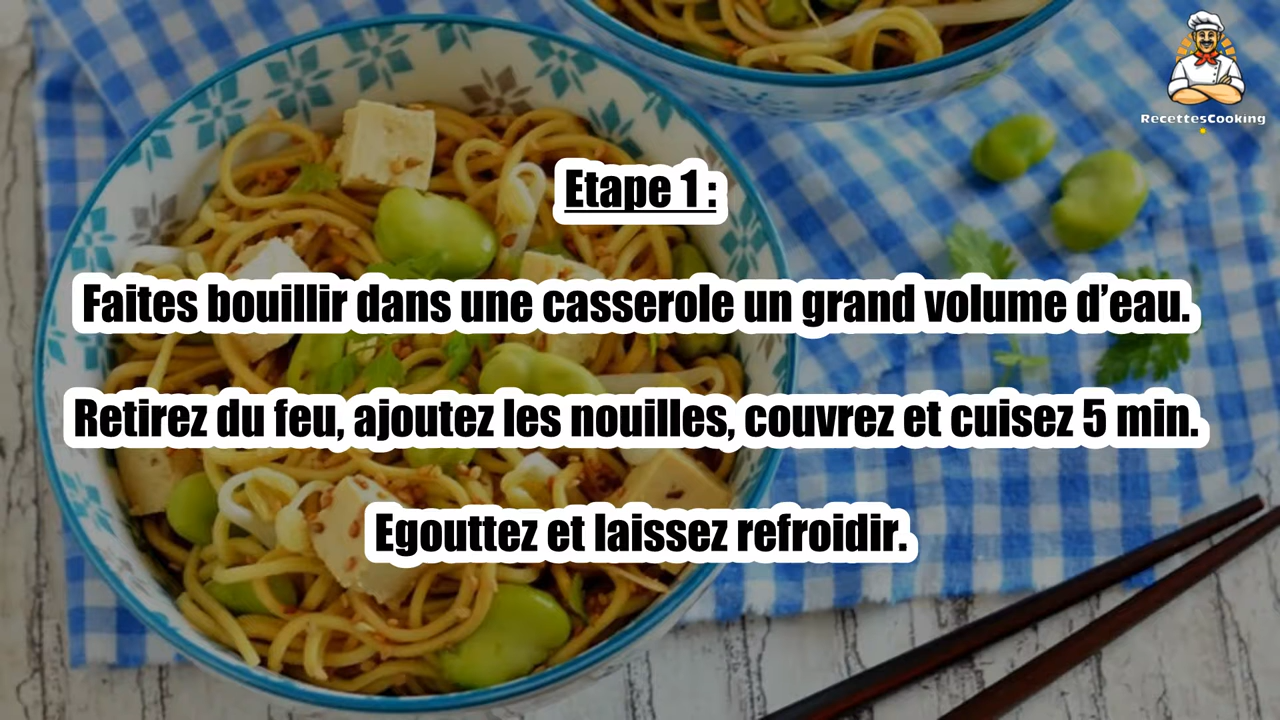 RecettesCooking
Etape 1 :
Faites bouillir dans une casserole un grand volume d’eau.
Retirez du feu, ajoutez les nouilles, couvrez et cuisez 5 min.
Egouttez et laissez refroidir.